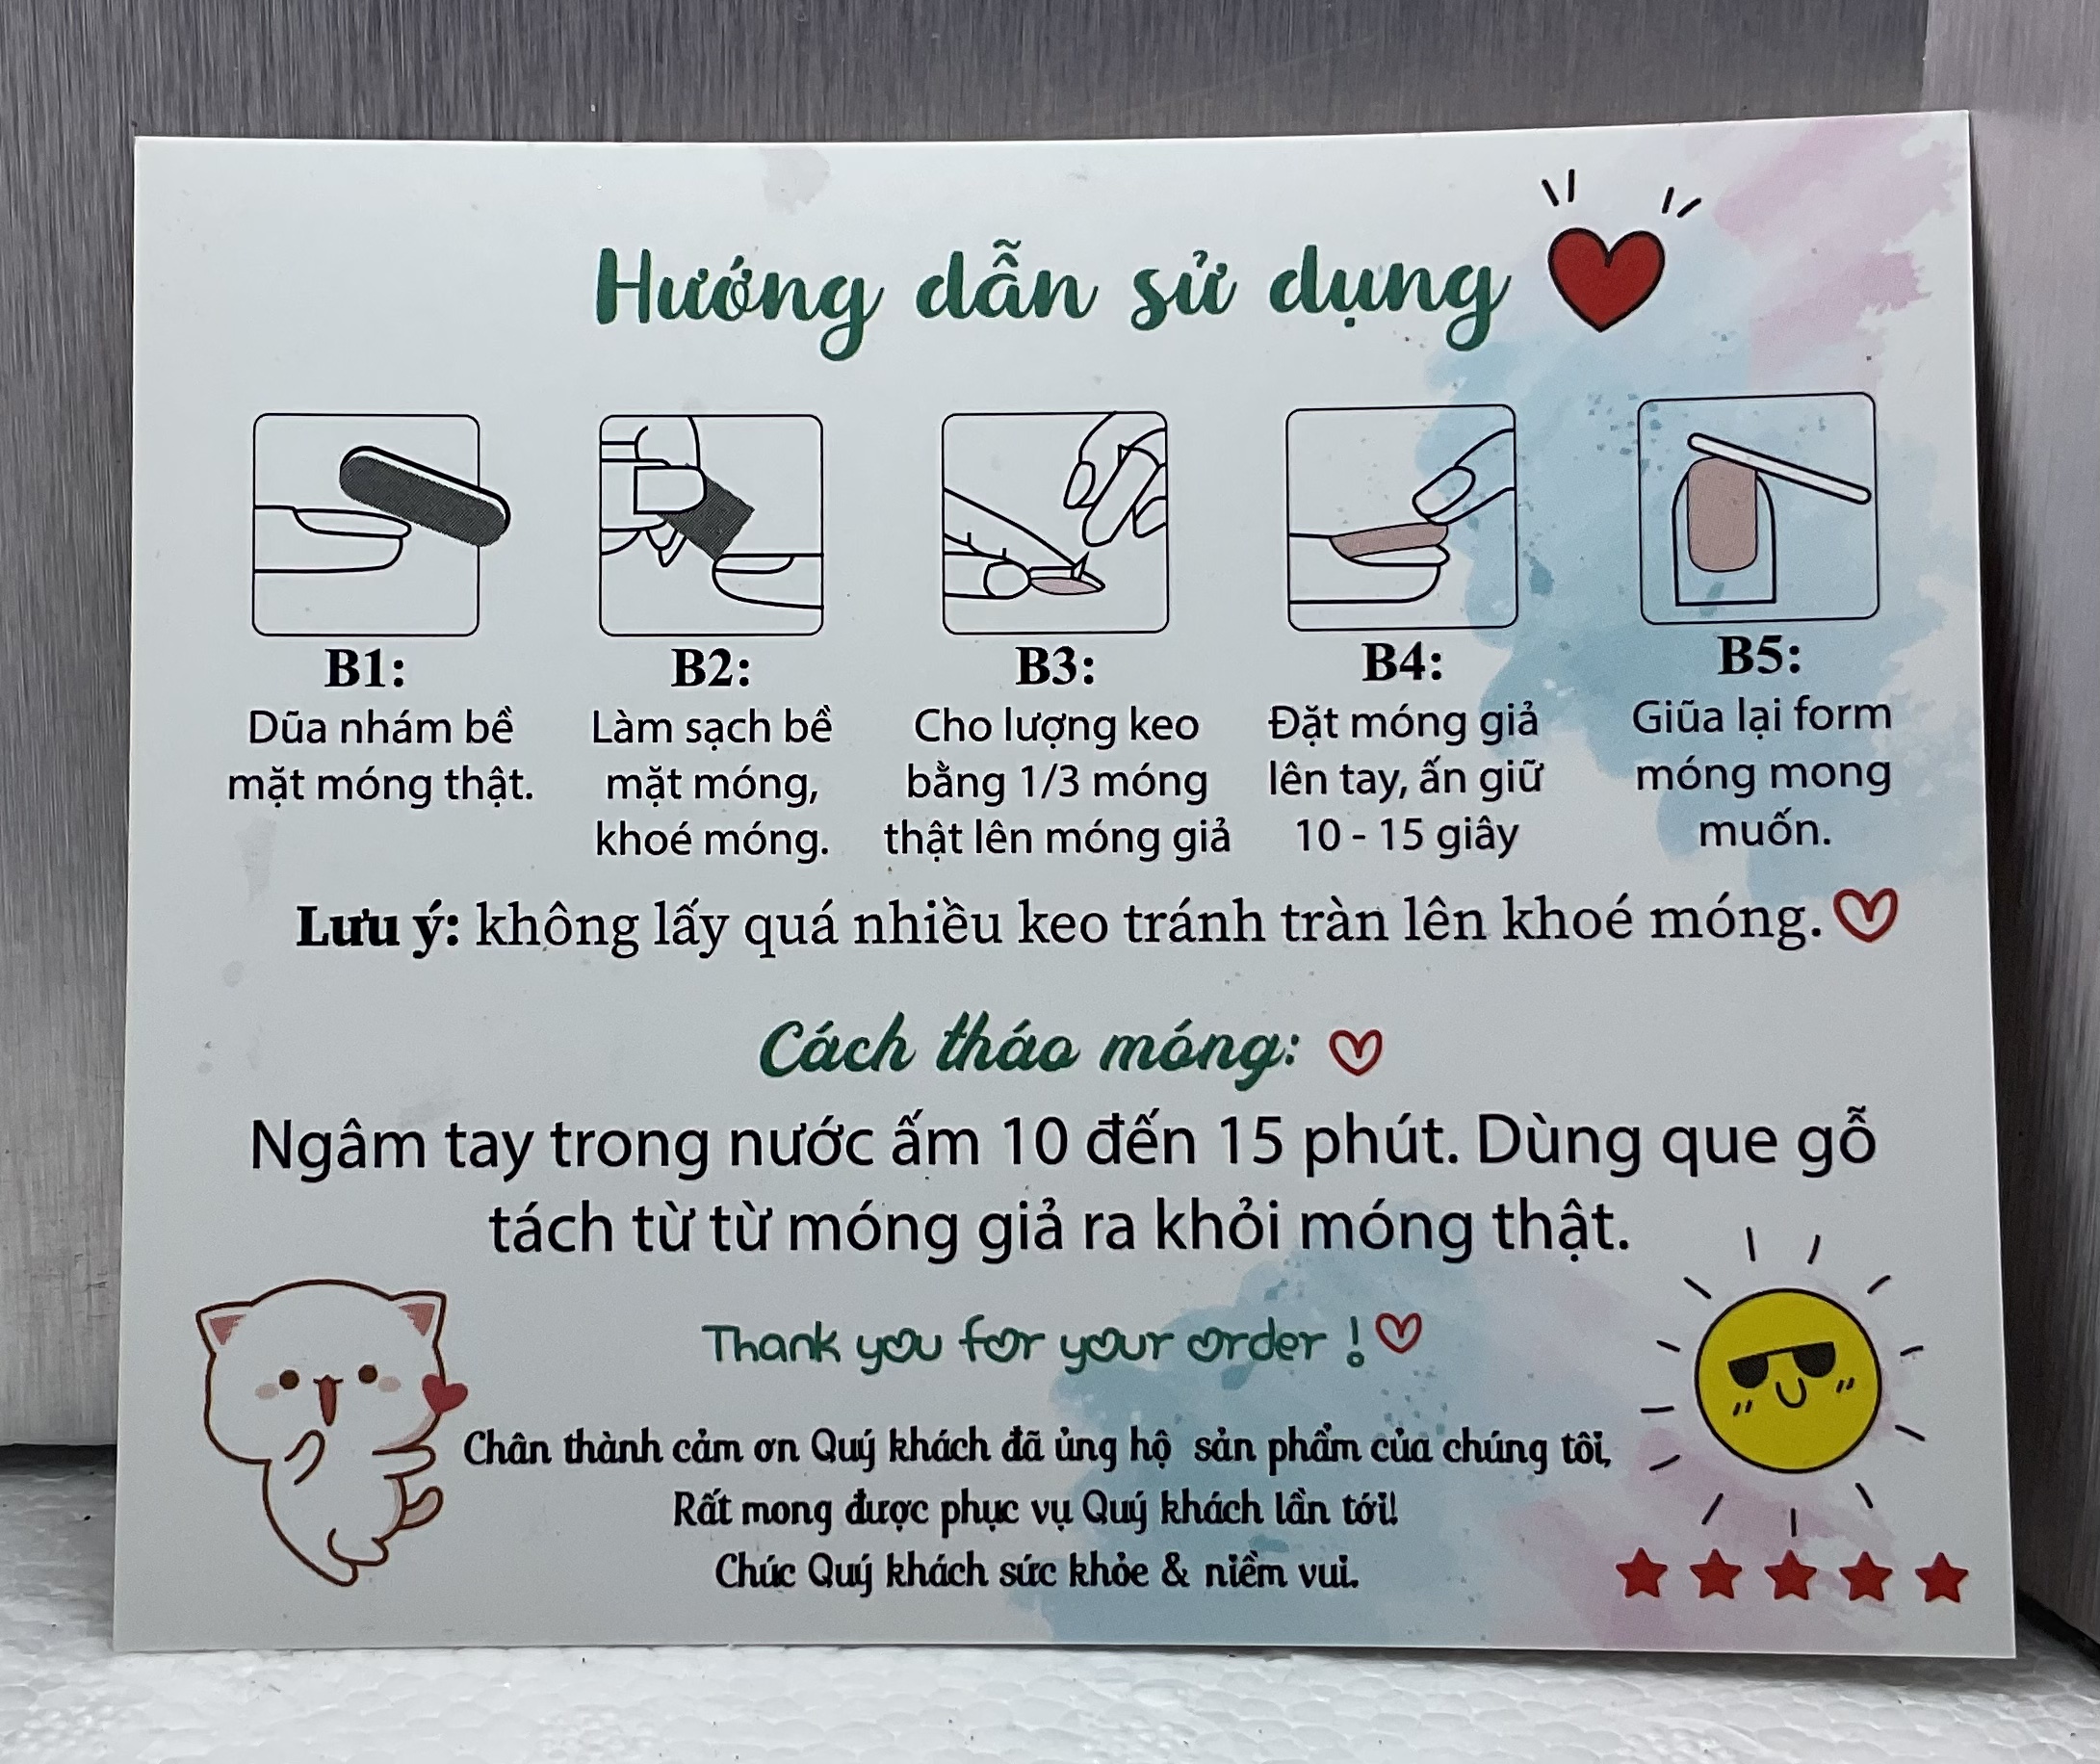 Hướng dẫn sử dụng
B1:
Dũa nhám bề
mặt móng thật.
B2:
Làm sạch bề
mặt móng,
khoé móng.
B3:
Cho lượng keo
bằng 1/3 móng
thật lên móng giả
B4:
Đặt móng giả
lên tay, ấn giữ
10 - 15 giây
B5:
Giũa lại form
móng mong
muốn.
Lưu ý: không lấy quá nhiều keo tránh tràn lên khoé móng.
Cách tháo móng:
Ngâm tay trong nước ấm 10 đến 15 phút. Dùng que gỗ
tách từ từ móng giả ra khỏi móng thật.
Thank you for your order !
Chân thành cảm ơn Quý khách đã ủng hộ sản phẩm của chúng tôi,
Rất mong được phục vụ Quý khách lần tới!
Chúc Quý khách sức khỏe & niềm vui.